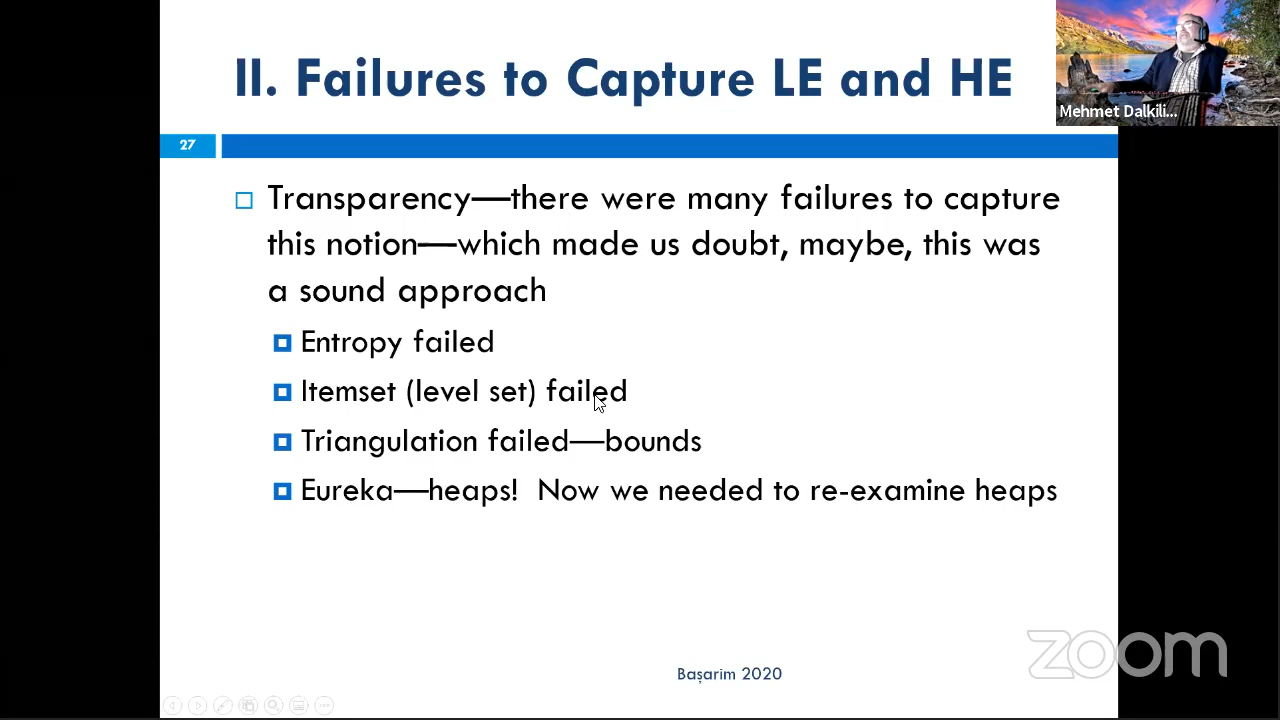 II. Failures to Capture LE and HE
Mehmet Dalkili...
27
Transparency—there were many failures to capture
this notion—which made us doubt, maybe, this was
a sound approach
Entropy failed
Itemset (level set) failed
Triangulation failed—bounds
Eureka—heaps! Now we needed to re-examine heaps
zoom
Başarim 2020